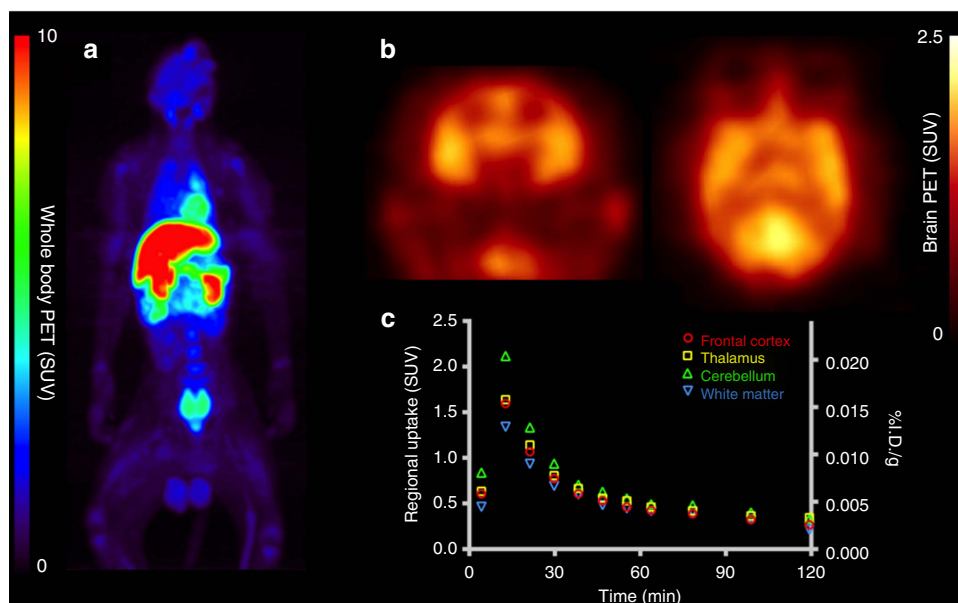 10
a
Whole body PET (SUV)
0
b
2.5
Brain PET (SUV)
0
c
2.5
2.0
1.5
1.0
0.5
0.0
Regional uptake (SUV)
Frontal cortex
Thalamus
Cerebellum
White matter
0.020
0.015
0.010
0.005
0.000
%I.D./g
0 30 60 90 120
Time (min)